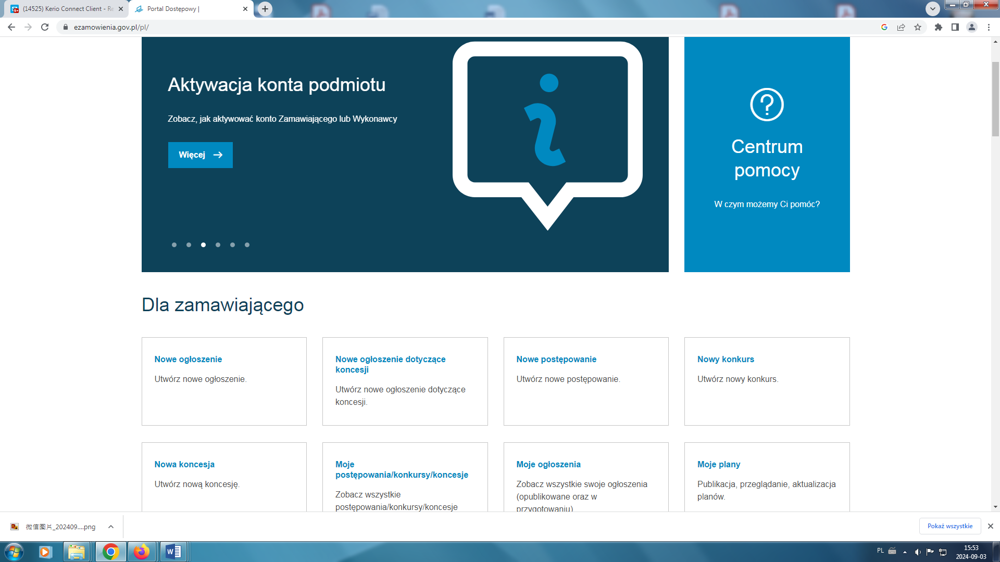 (14525) Kerio Connect Client - Re
Portal Dostępowy |
ezamowienia.gov.pl/pl/
Aktywacja konta podmiotu
Zobacz, jak aktywować konto Zamawiającego lub Wykonawcy
Więcej
Centrum
pomocy
W czym możemy Ci pomóc?
Dla zamawiającego
Nowe ogłoszenie
Utwórz nowe ogłoszenie.
Nowe ogłoszenie dotyczące
koncesji
Utwórz nowe ogłoszenie dotyczące
koncesji.
Nowe postępowanie
Utwórz nowe postępowanie.
Nowy konkurs
Utwórz nowy konkurs.
Nowa koncesja
Utwórz nową koncesję.
Moje
postępowania/konkursy/koncesje
Zobacz wszystkie
postępowania/konkursy/koncesje
Moje ogłoszenia
Zobacz wszystkie swoje ogłoszenia
(opublikowane oraz w
przygotowaniu)
Moje plany
Publikacja, przeglądanie, aktualizacja
planów.
微信图片_202409....png
Pokaż wszystkie
PL
15:53
2024-09-03